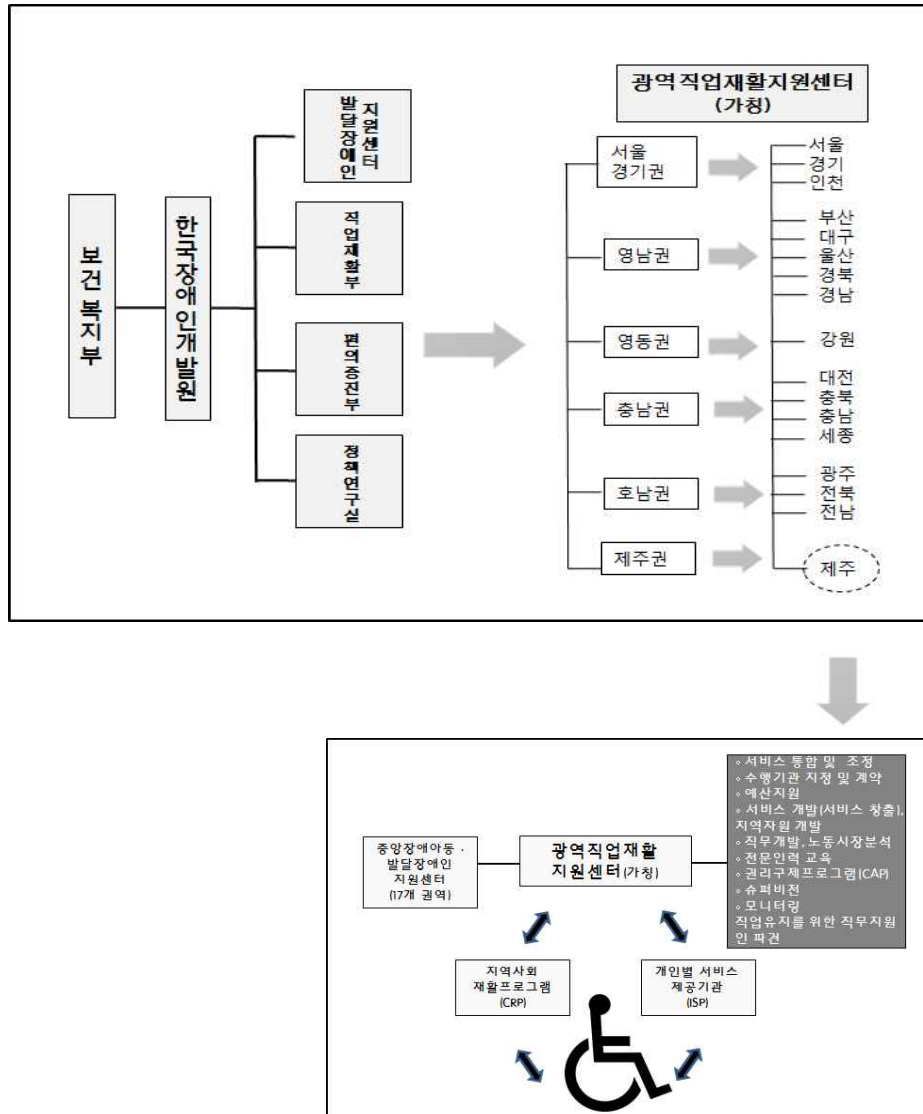 보건복지부
한국장애인개발원
발달장애인
지원센터
직업재활부
편의증진부
정책연구실
광역직업재활지원센터
(가칭)
서울
경기권
영남권
영동권
충남권
호남권
제주권
서울
경기
인천
부산
대구
울산
경북
경남
강원
대전
충북
충남
세종
광주
전북
전남
제주
중앙장애아동·
발달장애인
지원센터
(17개 권역)
광역직업재활
지원센터(가칭)
◦ 서비스 통합 및 조정
◦ 수행기관 지정 및 계약
◦ 예산지원
◦ 서비스 개발(서비스 창출),
지역자원 개발
◦ 직무개발, 노동시장분석
◦ 전문인력 교육
◦ 권리구제프로그램(CAP)
◦ 슈퍼비전
◦ 모니터링
직업유지를 위한 직무지원
인 파견
지역사회
재활프로그램
(CRP)
개인별 서비스
제공기관
(ISP)